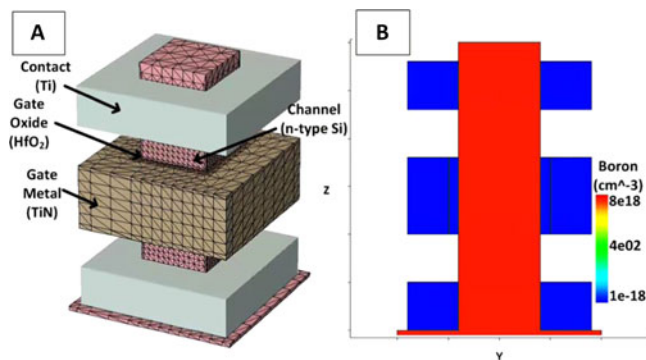 A
Contact
(Ti)
Gate
Oxide
(HfO₂)
Gate
Metal
(TiN)
Channel
(n-type Si)
B
Z
Y
Boron
(cm^-3)
8e18
4e02
1e-18